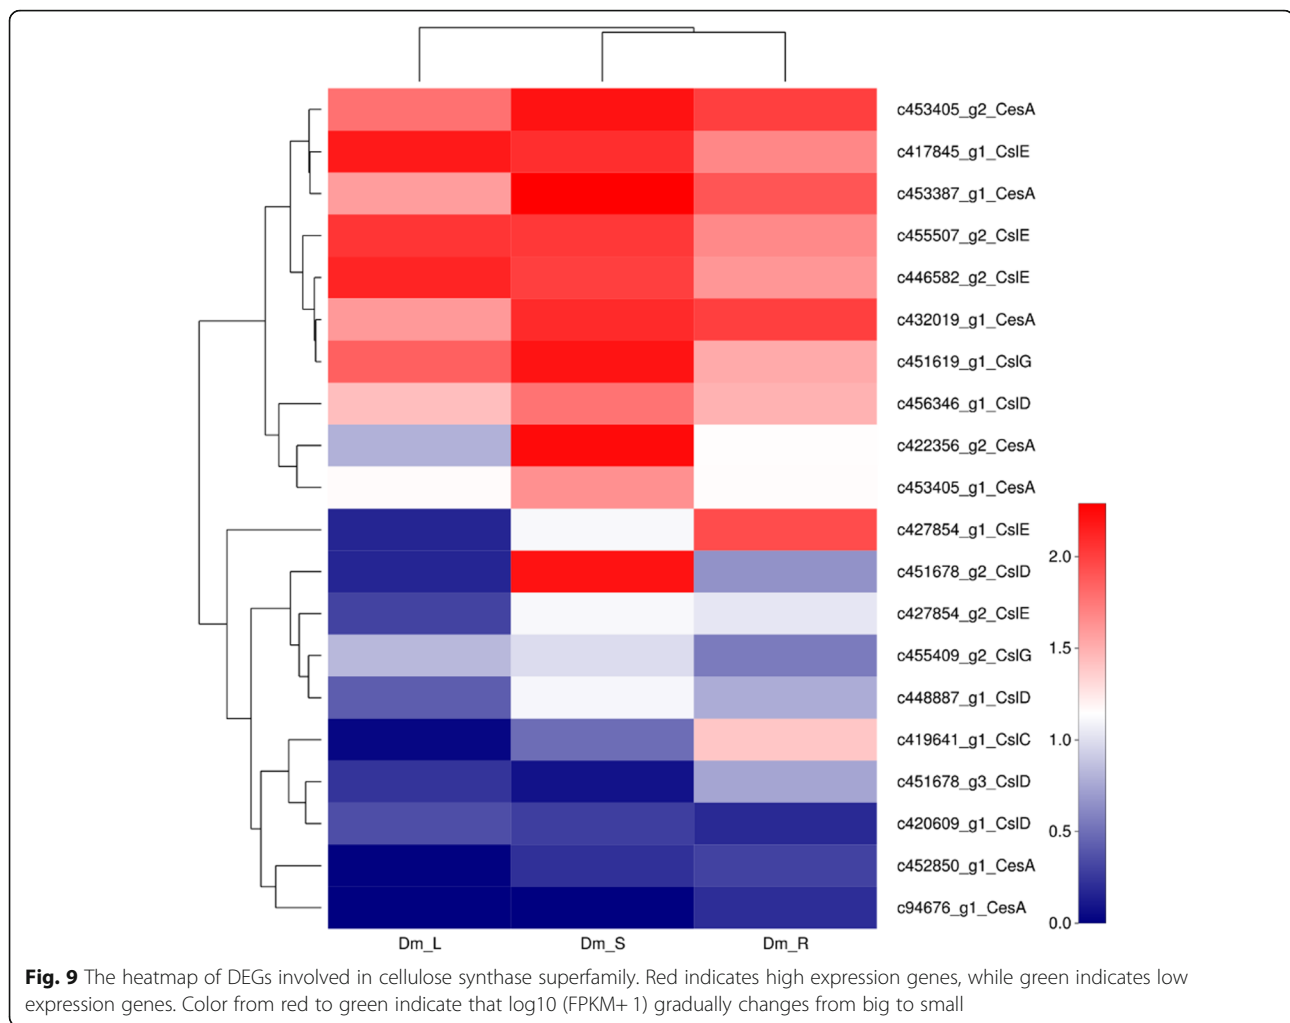 c453405_g2_CesA
c417845_g1_CslE
c453387_g1_CesA
c455507_g2_CslE
c446582_g2_CslE
c432019_g1_CesA
c451619_g1_CslG
c456346_g1_CslD
c422356_g2_CesA
c453405_g1_CesA
c427854_g1_CslE
c451678_g2_CslD
c427854_g2_CslE
c455409_g2_CslG
c448887_g1_CslD
c419641_g1_CslC
c451678_g3_CslD
c420609_g1_CslD
c452850_g1_CesA
c94676_g1_CesA
2.0
1.5
1.0
0.5
0.0
Dm_L Dm_S Dm_R
Fig. 9 The heatmap of DEGs involved in cellulose synthase superfamily. Red indicates high expression genes, while green indicates low
expression genes. Color from red to green indicate that log10 (FPKM+ 1) gradually changes from big to small